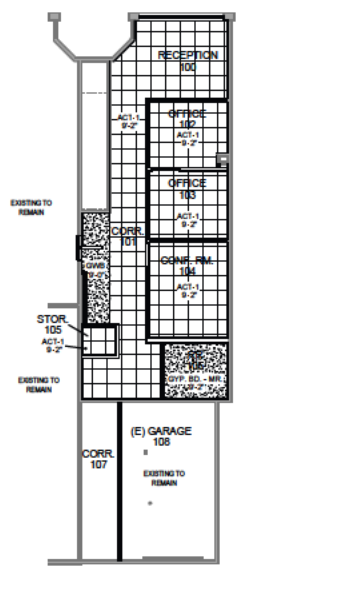 RECEPTION
100
ACT-1
9'-2"
OFFICE
102
ACT-1
9'-2"
OFFICE
103
ACT-1
9'-2"
EXISTING TO
REMAIN
CORR.
101
CONF. RM.
104
ACT-1
9'-2"
GWB
STOR.
105
ACT-1
9'-2"
GYP. BD. - MR.
EXISTING TO
REMAIN
(E) GARAGE
108
CORR.
107
EXISTING TO
REMAIN